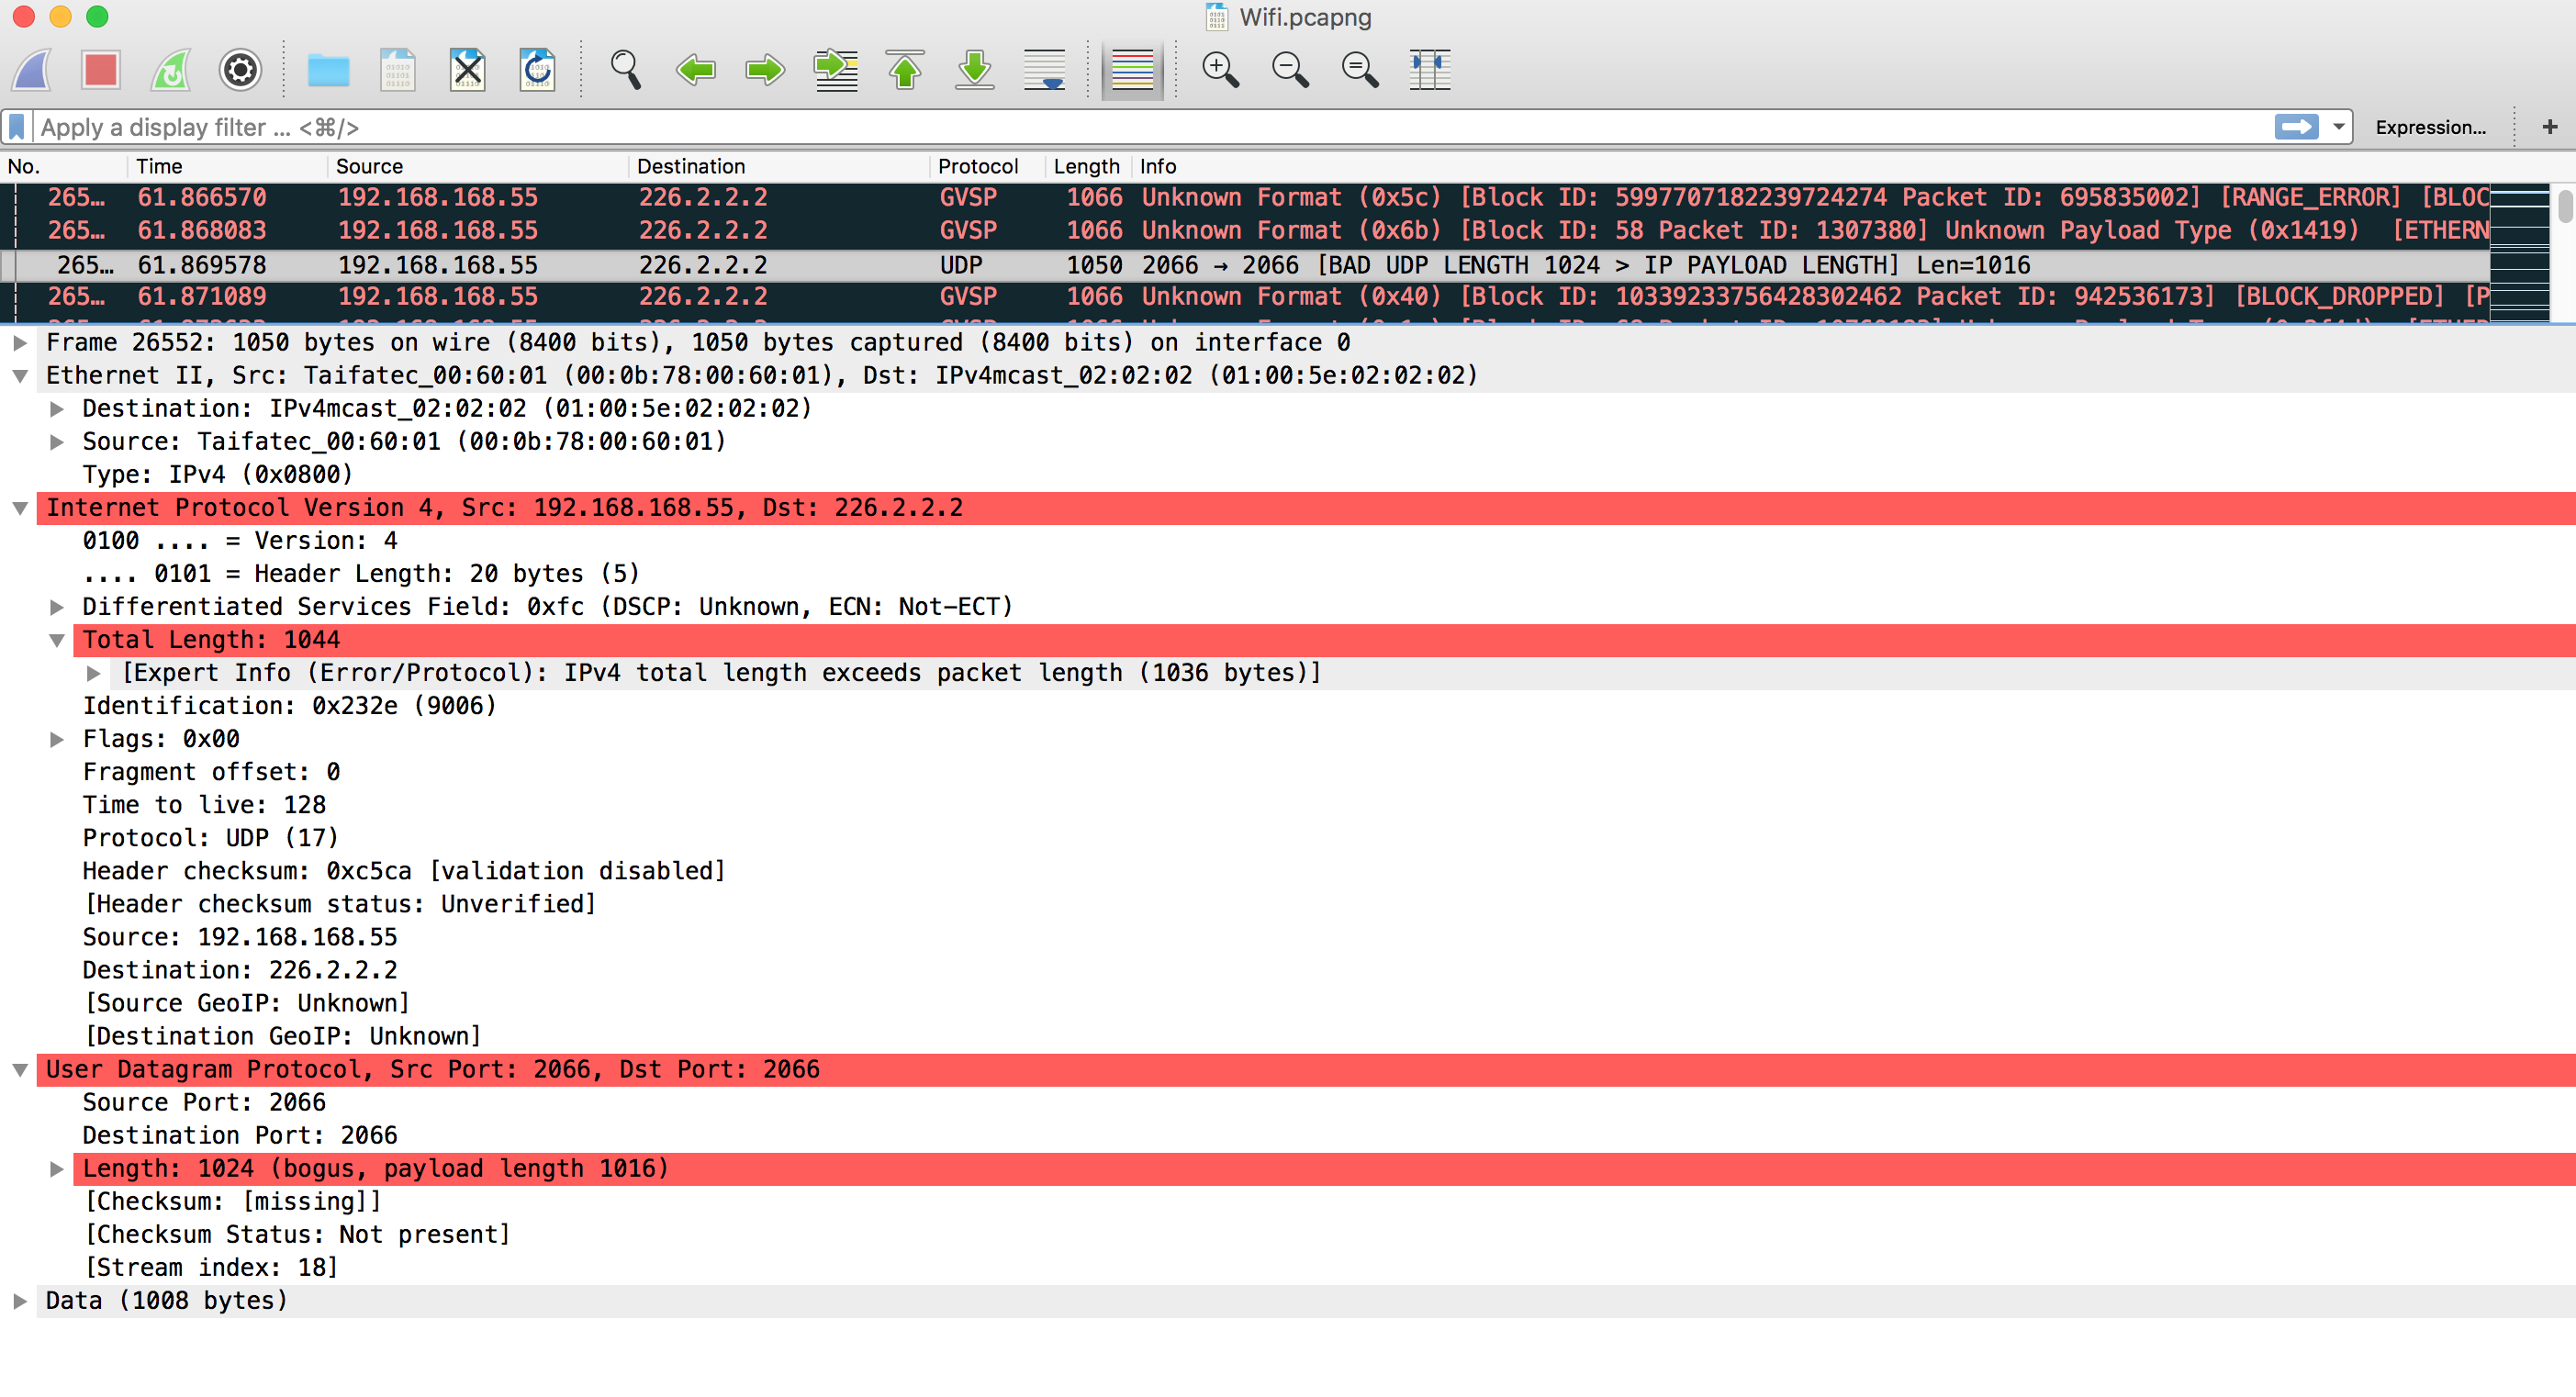 Wifi.pcapng
Apply a display filter ... <⌘/>
Expression...
+
No. Time Source Destination Protocol Length Info
265… 61.866570 192.168.168.55 226.2.2.2 GVSP 1066 Unknown Format (0x5c) [Block ID: 5997707182239724274 Packet ID: 695835002] [RANGE_ERROR] [BLOC
265… 61.868083 192.168.168.55 226.2.2.2 GVSP 1066 Unknown Format (0x6b) [Block ID: 58 Packet ID: 1307380] Unknown Payload Type (0x1419) [ETHERN
265… 61.869578 192.168.168.55 226.2.2.2 UDP 1050 2066 → 2066 [BAD UDP LENGTH 1024 > IP PAYLOAD LENGTH] Len=1016
265… 61.871089 192.168.168.55 226.2.2.2 GVSP 1066 Unknown Format (0x40) [Block ID: 10339233756428302462 Packet ID: 942536173] [BLOCK_DROPPED] [P
Frame 26552: 1050 bytes on wire (8400 bits), 1050 bytes captured (8400 bits) on interface 0
Ethernet II, Src: Taifatec_00:60:01 (00:0b:78:00:60:01), Dst: IPv4mcast_02:02:02 (01:00:5e:02:02:02)
Destination: IPv4mcast_02:02:02 (01:00:5e:02:02:02)
Source: Taifatec_00:60:01 (00:0b:78:00:60:01)
Type: IPv4 (0x0800)
Internet Protocol Version 4, Src: 192.168.168.55, Dst: 226.2.2.2
0100 .... = Version: 4
.... 0101 = Header Length: 20 bytes (5)
Differentiated Services Field: 0xfc (DSCP: Unknown, ECN: Not-ECT)
Total Length: 1044
[Expert Info (Error/Protocol): IPv4 total length exceeds packet length (1036 bytes)]
Identification: 0x232e (9006)
Flags: 0x00
Fragment offset: 0
Time to live: 128
Protocol: UDP (17)
Header checksum: 0xc5ca [validation disabled]
[Header checksum status: Unverified]
Source: 192.168.168.55
Destination: 226.2.2.2
[Source GeoIP: Unknown]
[Destination GeoIP: Unknown]
User Datagram Protocol, Src Port: 2066, Dst Port: 2066
Source Port: 2066
Destination Port: 2066
Length: 1024 (bogus, payload length 1016)
[Checksum: [missing]]
[Checksum Status: Not present]
[Stream index: 18]
Data (1008 bytes)